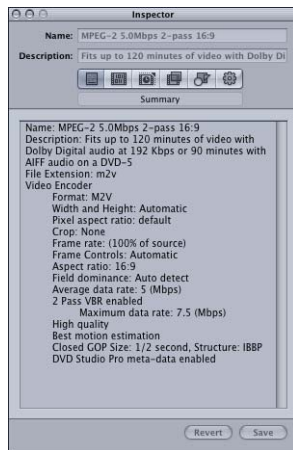 Inspector
Name: MPEG-2 5.0Mbps 2-pass 16:9
Description: Fits up to 120 minutes of video with Dolby Di
Summary
Name: MPEG-2 5.0Mbps 2-pass 16:9
Description: Fits up to 120 minutes of video with
Dolby Digital audio at 192 Kbps or 90 minutes with
AIFF audio on a DVD-5
File Extension: m2v
Video Encoder
Format: M2V
Width and Height: Automatic
Pixel aspect ratio: default
Crop: None
Frame rate: (100% of source)
Frame Controls: Automatic
Aspect ratio: 16:9
Field dominance: Auto detect
Average data rate: 5 (Mbps)
2 Pass VBR enabled
Maximum data rate: 7.5 (Mbps)
High quality
Best motion estimation
Closed GOP Size: 1/2 second, Structure: IBBP
DVD Studio Pro meta-data enabled
Revert Save